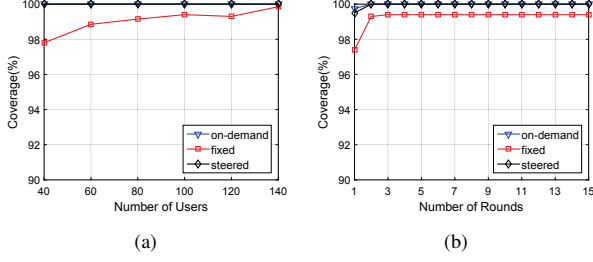 100
98
96
94
92
90
Coverage(%)
on-demand
fixed
steered
40 60 80 100 120 140
Number of Users
(a)
100
98
96
94
92
90
Coverage(%)
on-demand
fixed
steered
1 3 5 7 9 11 13 15
Number of Rounds
(b)